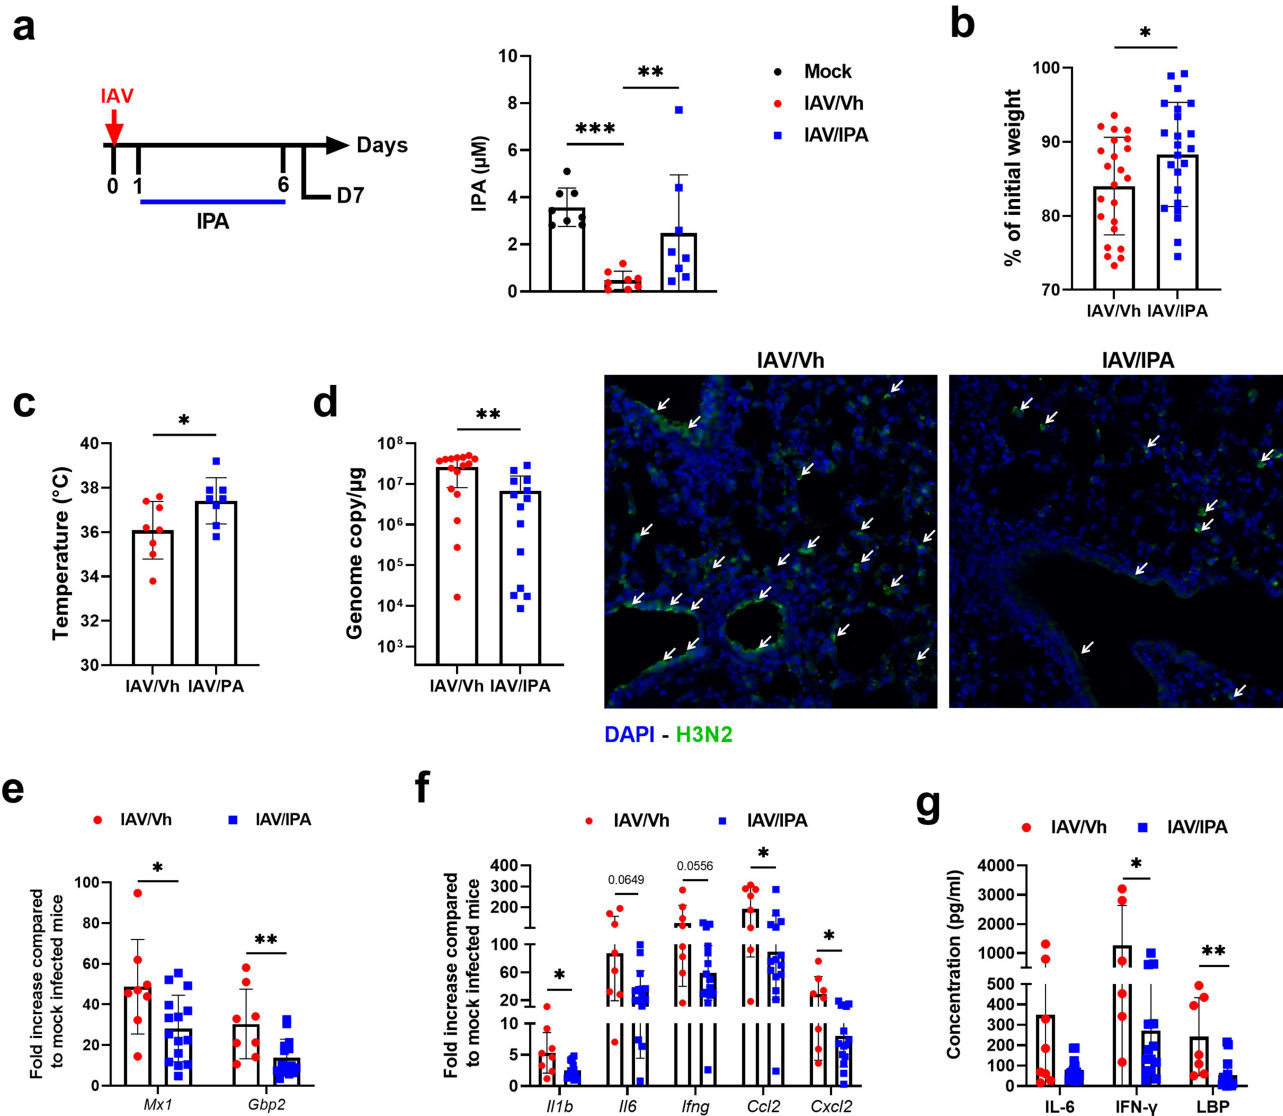 a
IAV
0
1
6
Days
D7
IPA
IPA (µM)
10
8
6
4
2
0
***
**
Mock
IAV/Vh
IAV/IPA
b
% of initial weight
100
90
80
70
*
IAV/Vh IAV/IPA
c
Temperature (°C)
40
38
36
34
32
30
*
IAV/Vh IAV/PA
d
Genome copy/µg
10⁸
10⁷
10⁶
10⁵
10⁴
10³
**
IAV/Vh IAV/IPA
IAV/Vh
IAV/IPA
DAPI - H3N2
e
IAV/Vh
IAV/IPA
Fold increase compared
to mock infected mice
100
80
60
40
20
0
*
**
Mx1
Gbp2
f
IAV/Vh
IAV/IPA
Fold increase compared
to mock infected mice
400
300
200
100
60
20
10
5
0
*
0.0649
0.0556
*
*
Il1b
Il6
Ifng
Ccl2
Cxcl2
g
IAV/Vh
IAV/IPA
Concentration (pg/ml)
4000
3000
2000
1000
500
400
300
200
100
0
*
**
IL-6
IFN-γ
LBP